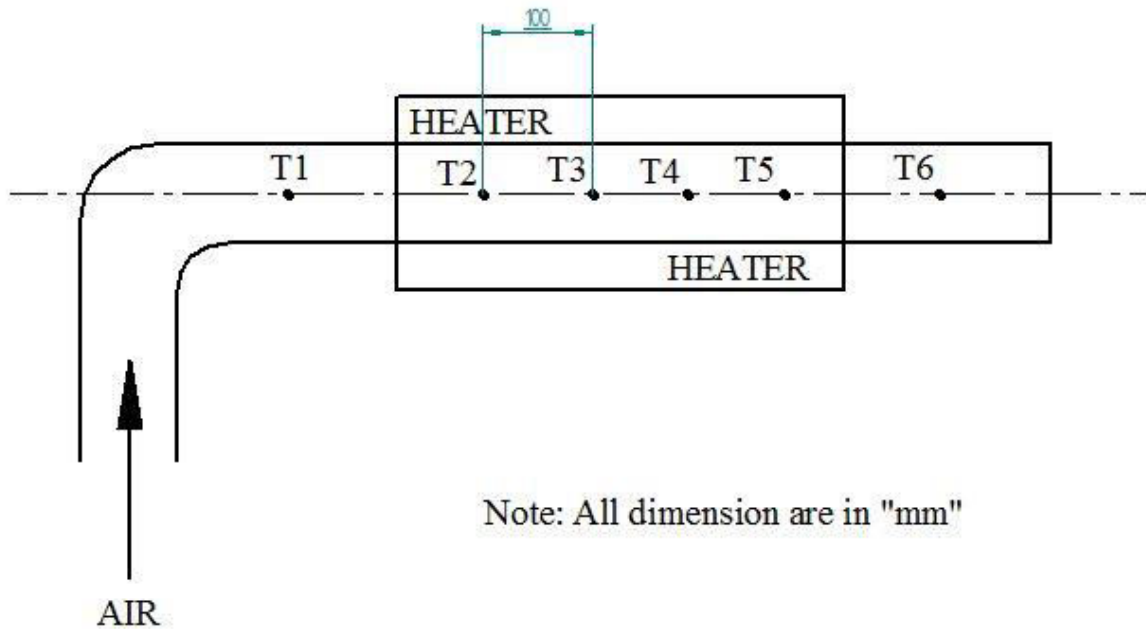 100
HEATER
T1
T2
T3
T4
T5
T6
HEATER
Note: All dimension are in "mm"
AIR